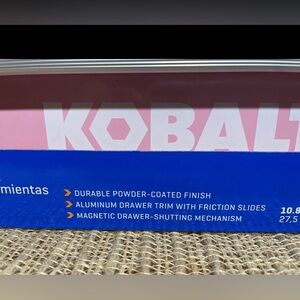 KOBALT
mientas
DURABLE POWDER-COATED FINISH
ALUMINUM DRAWER TRIM WITH FRICTION SLIDES
MAGNETIC DRAWER-SHUTTING MECHANISM
10.8
27,5